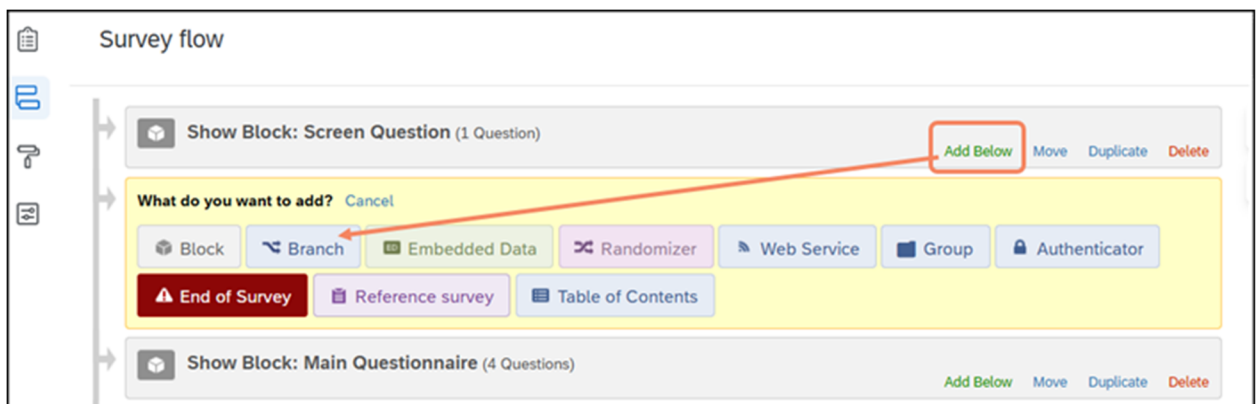 Survey flow
Show Block: Screen Question (1 Question)
Add Below Move Duplicate Delete
What do you want to add? Cancel
Block Branch Embedded Data Randomizer Web Service Group Authenticator
End of Survey Reference survey Table of Contents
Show Block: Main Questionnaire (4 Questions)
Add Below Move Duplicate Delete